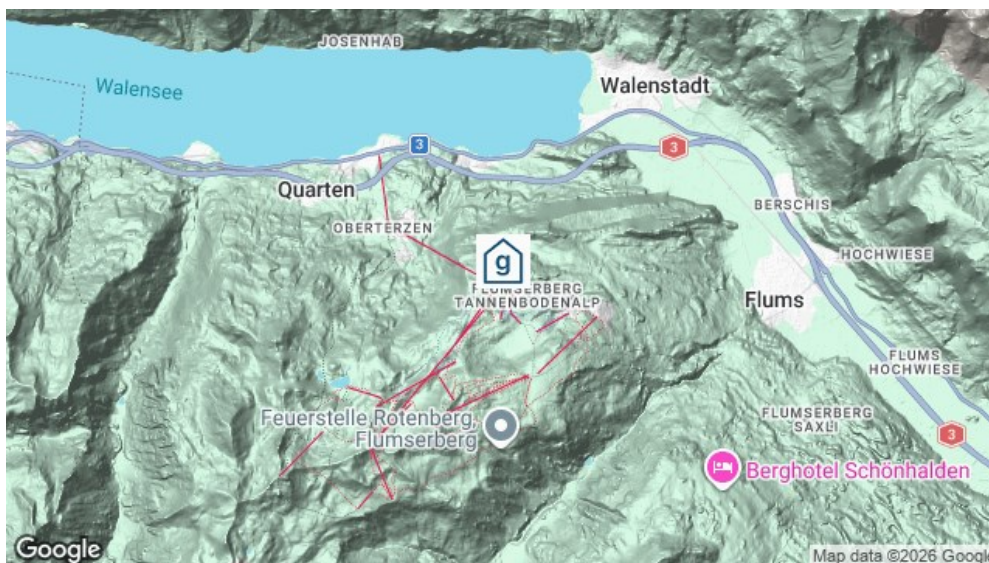 JOSENHAB
Walensee
Walenstadt
3
3
Quarten
BERSCHIS
OBERTERZEN
HOCHWIESE
g
FLUMSERBERG
TANNENBODENALP
Flums
FLUMS
HOCHWIESE
Feuerstelle Rotenberg,
Flumserberg
FLUMSERBERG
SAXLI
3
Berghotel Schönhalden
Google
Map data ©2026 Google